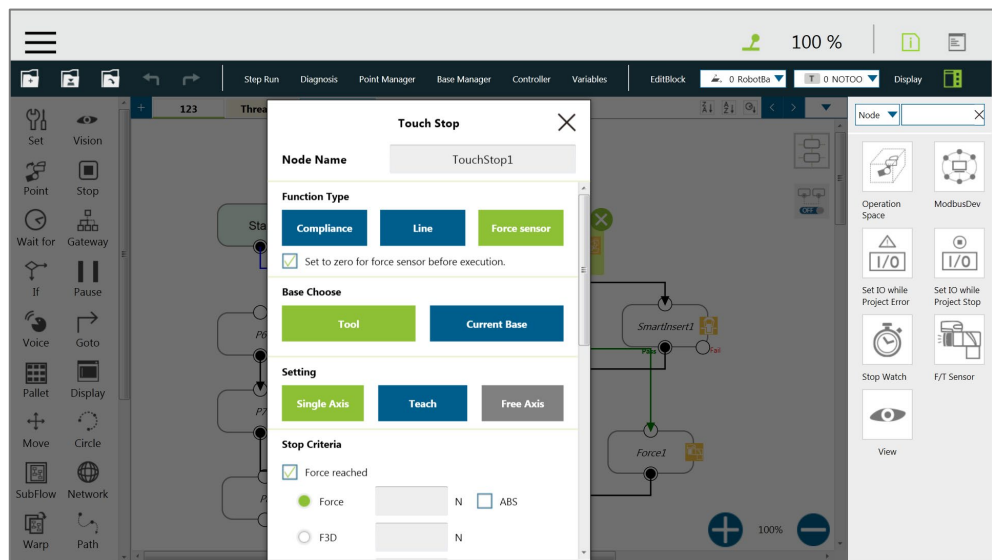 100 %
Step Run Diagnosis Point Manager Base Manager Controller Variables EditBlock 0 RobotBa T 0 NOTOO Display
123 Threa
Node
Set Vision
Point Stop
Wait for Gateway
If Pause
Voice Goto
Pallet Display
Move Circle
SubFlow Network
Warp Path
Sta
P7
Touch Stop
Node Name TouchStop1
Function Type
Compliance Line Force sensor
Set to zero for force sensor before execution.
Base Choose
Tool Current Base
Setting
Single Axis Teach Free Axis
Stop Criteria
Force reached
Force N ABS
F3D N
OFF
SmartInsert1
Pass Fail
Force1
100%
Operation Space
ModbusDev
I/O
Set IO while Project Error
I/O
Set IO while Project Stop
Stop Watch
F/T Sensor
View